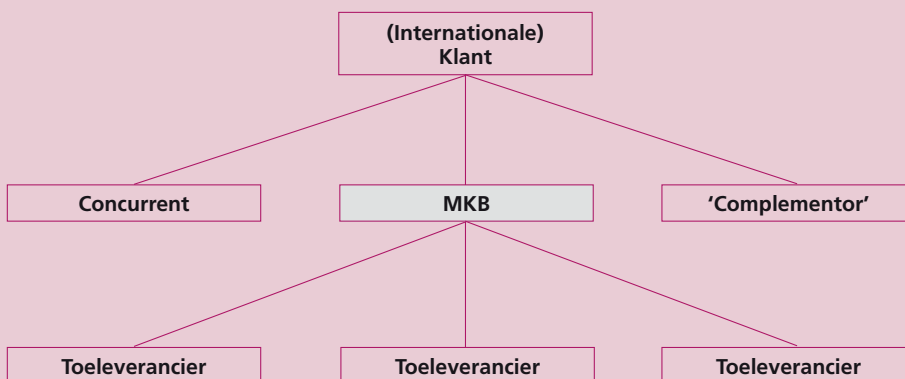 (Internationale)
Klant
Concurrent
MKB
‘Complementor’
Toeleverancier
Toeleverancier
Toeleverancier